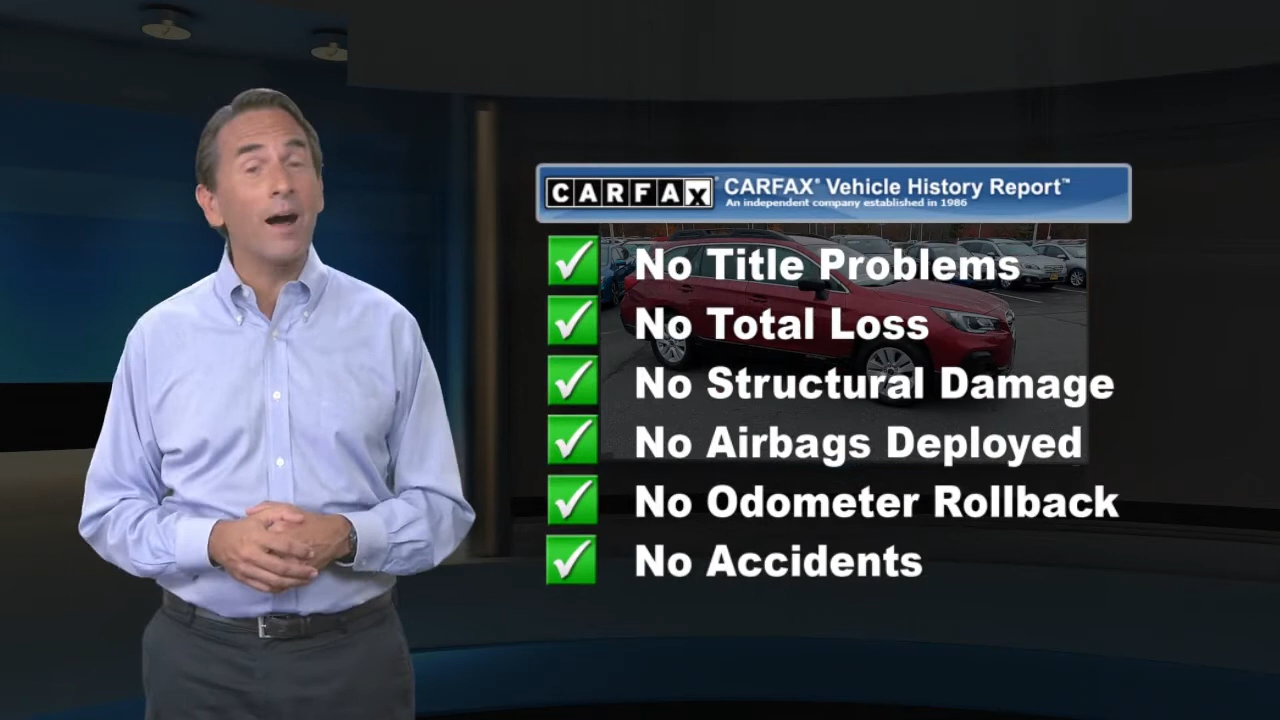 CARFAX® CARFAX® Vehicle History Report™
An independent company established in 1986
No Title Problems
No Total Loss
No Structural Damage
No Airbags Deployed
No Odometer Rollback
No Accidents